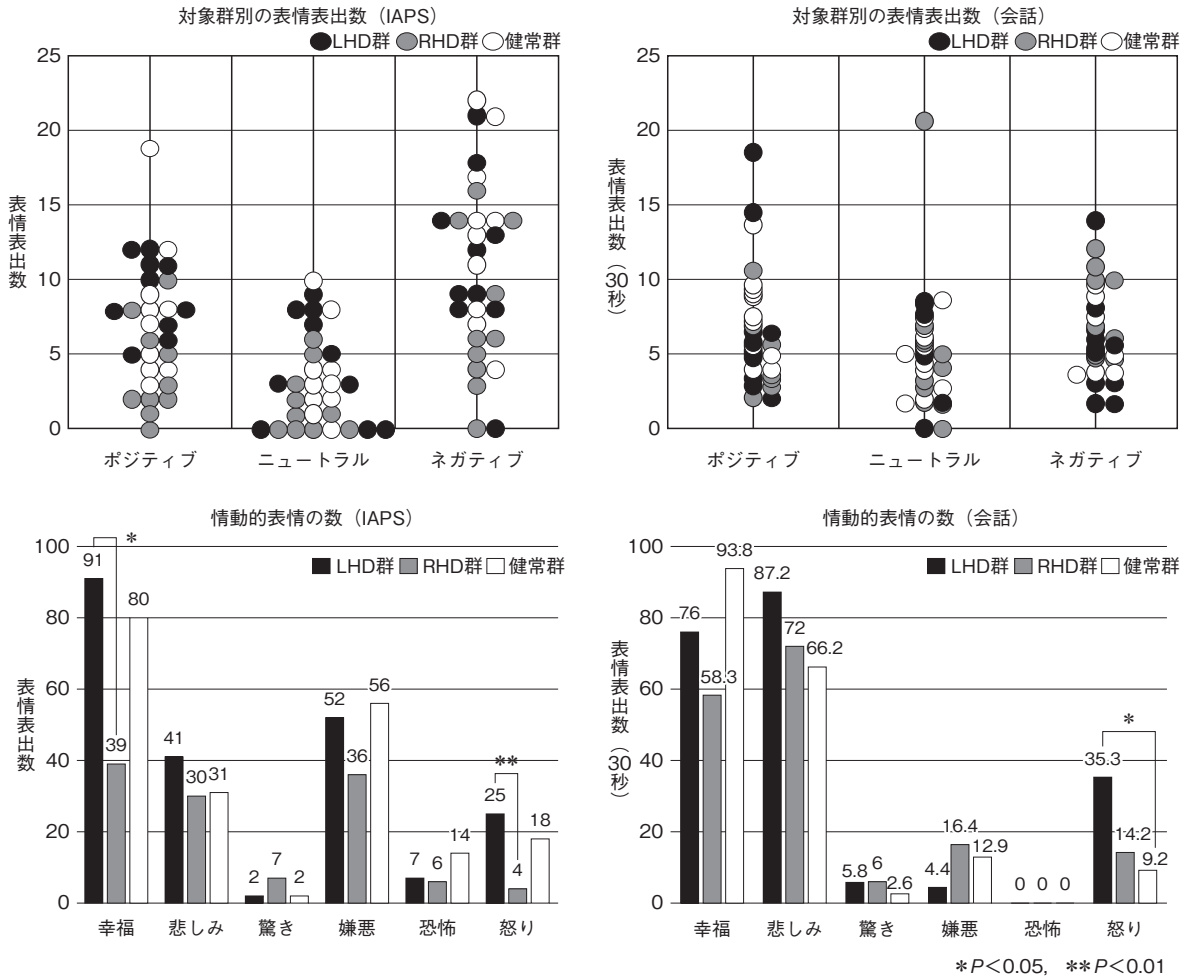 対象群別の表情表出数（IAPS）
●LHD群 ●RHD群 ○健常群
25
20
15
10
5
0
表情表出数
ポジティブ ニュートラル ネガティブ
対象群別の表情表出数（会話）
●LHD群 ●RHD群 ○健常群
25
20
15
10
5
0
表情表出数（30秒）
ポジティブ ニュートラル ネガティブ
情動的表情の数（IAPS）
LHD群 RHD群 健常群
100
80
60
40
20
0
表情表出数
*
91 39 80
41 30 31
2 7 2
52 36 56
7 6 14
**
25 4 18
幸福 悲しみ 驚き 嫌悪 恐怖 怒り
情動的表情の数（会話）
LHD群 RHD群 健常群
100
80
60
40
20
0
表情表出数（30秒）
76 58.3 93.8
87.2 72 66.2
5.8 6 2.6
4.4 16.4 12.9
0 0 0
*
35.3 14.2 9.2
幸福 悲しみ 驚き 嫌悪 恐怖 怒り
*P＜0.05, **P＜0.01